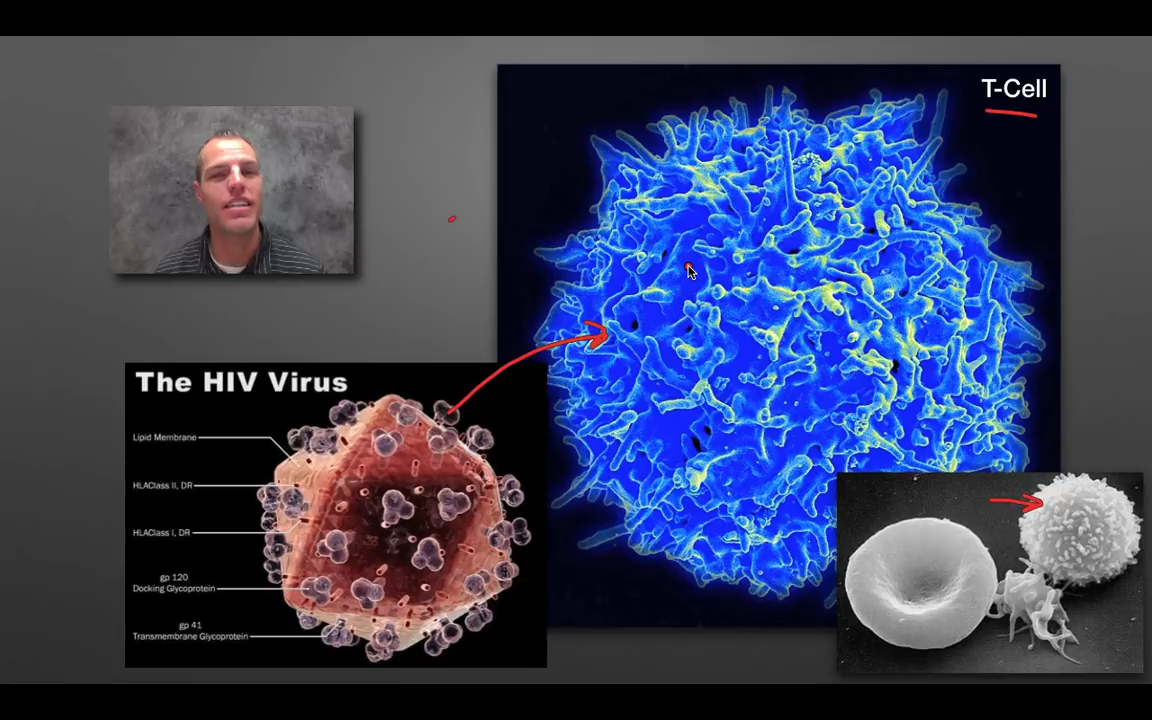 T-Cell
The HIV Virus
Lipid Membrane
HLAClass II, DR
HLAClass I, DR
gp 120
Docking Glycoprotein
gp 41
Transmembrane Glycoprotein